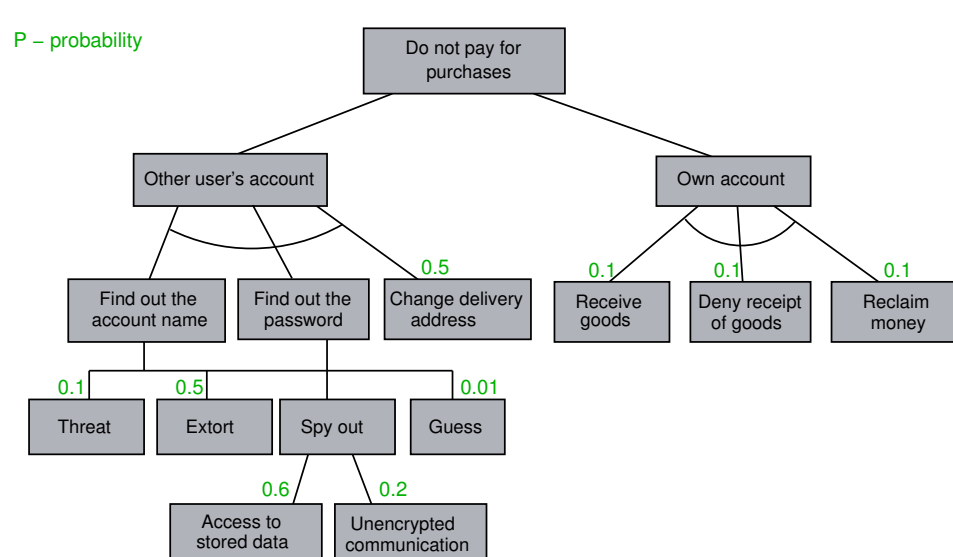 P – probability
Do not pay for
purchases
Other user's account
Own account
0.5
0.1
0.1
0.1
Find out the
account name
Find out the
password
Change delivery
address
Receive
goods
Deny receipt
of goods
Reclaim
money
0.1
0.5
0.01
Threat
Extort
Spy out
Guess
0.6
0.2
Access to
stored data
Unencrypted
communication